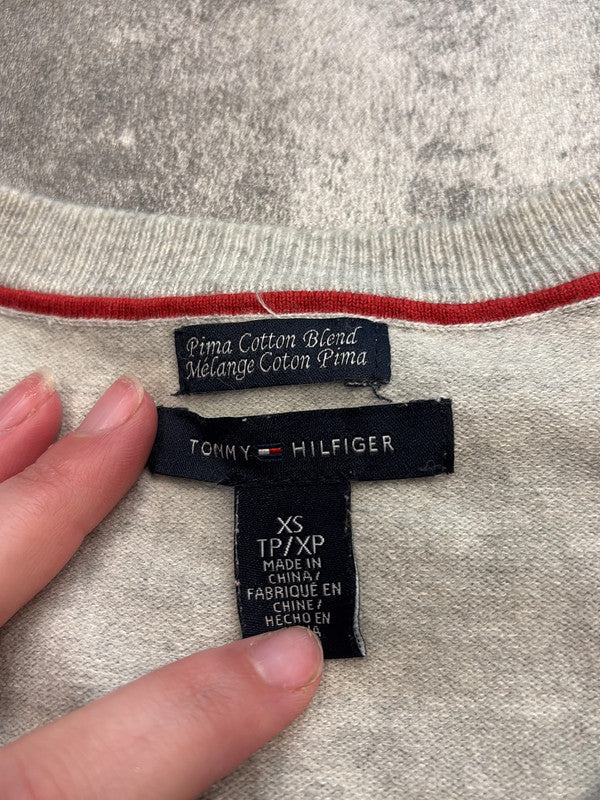 Pima Cotton Blend
Mélange Coton Pima
TOMMY HILFIGER
XS
TP/XP
MADE IN
CHINA/
FABRIQUÉ EN
CHINE/
HECHO EN